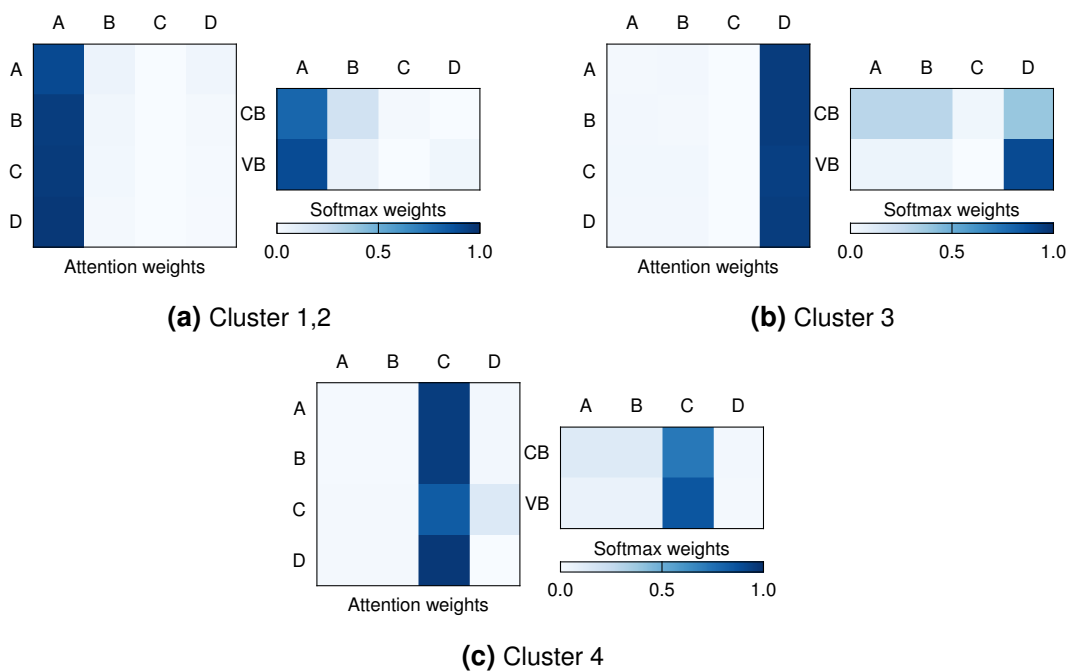 A B C D
A
B
C
D
Attention weights
A B C D
CB
VB
Softmax weights
0.0 0.5 1.0
(a) Cluster 1,2
A B C D
A
B
C
D
Attention weights
A B C D
CB
VB
Softmax weights
0.0 0.5 1.0
(b) Cluster 3
A B C D
A
B
C
D
Attention weights
A B C D
CB
VB
Softmax weights
0.0 0.5 1.0
(c) Cluster 4